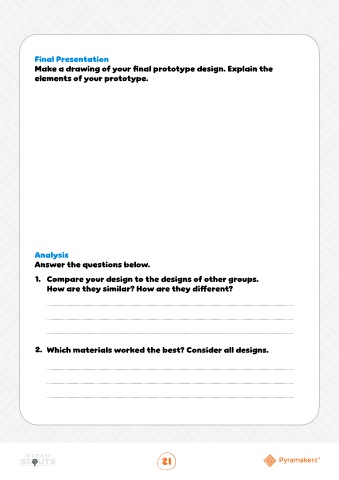 Final Presentation
Make a drawing of your final prototype design. Explain the
elements of your prototype.
Analysis
Answer the questions below.
1. Compare your design to the designs of other groups.
How are they similar? How are they different?
2. Which materials worked the best? Consider all designs.
STEAM
SCOUTS
21
Pyramakerz